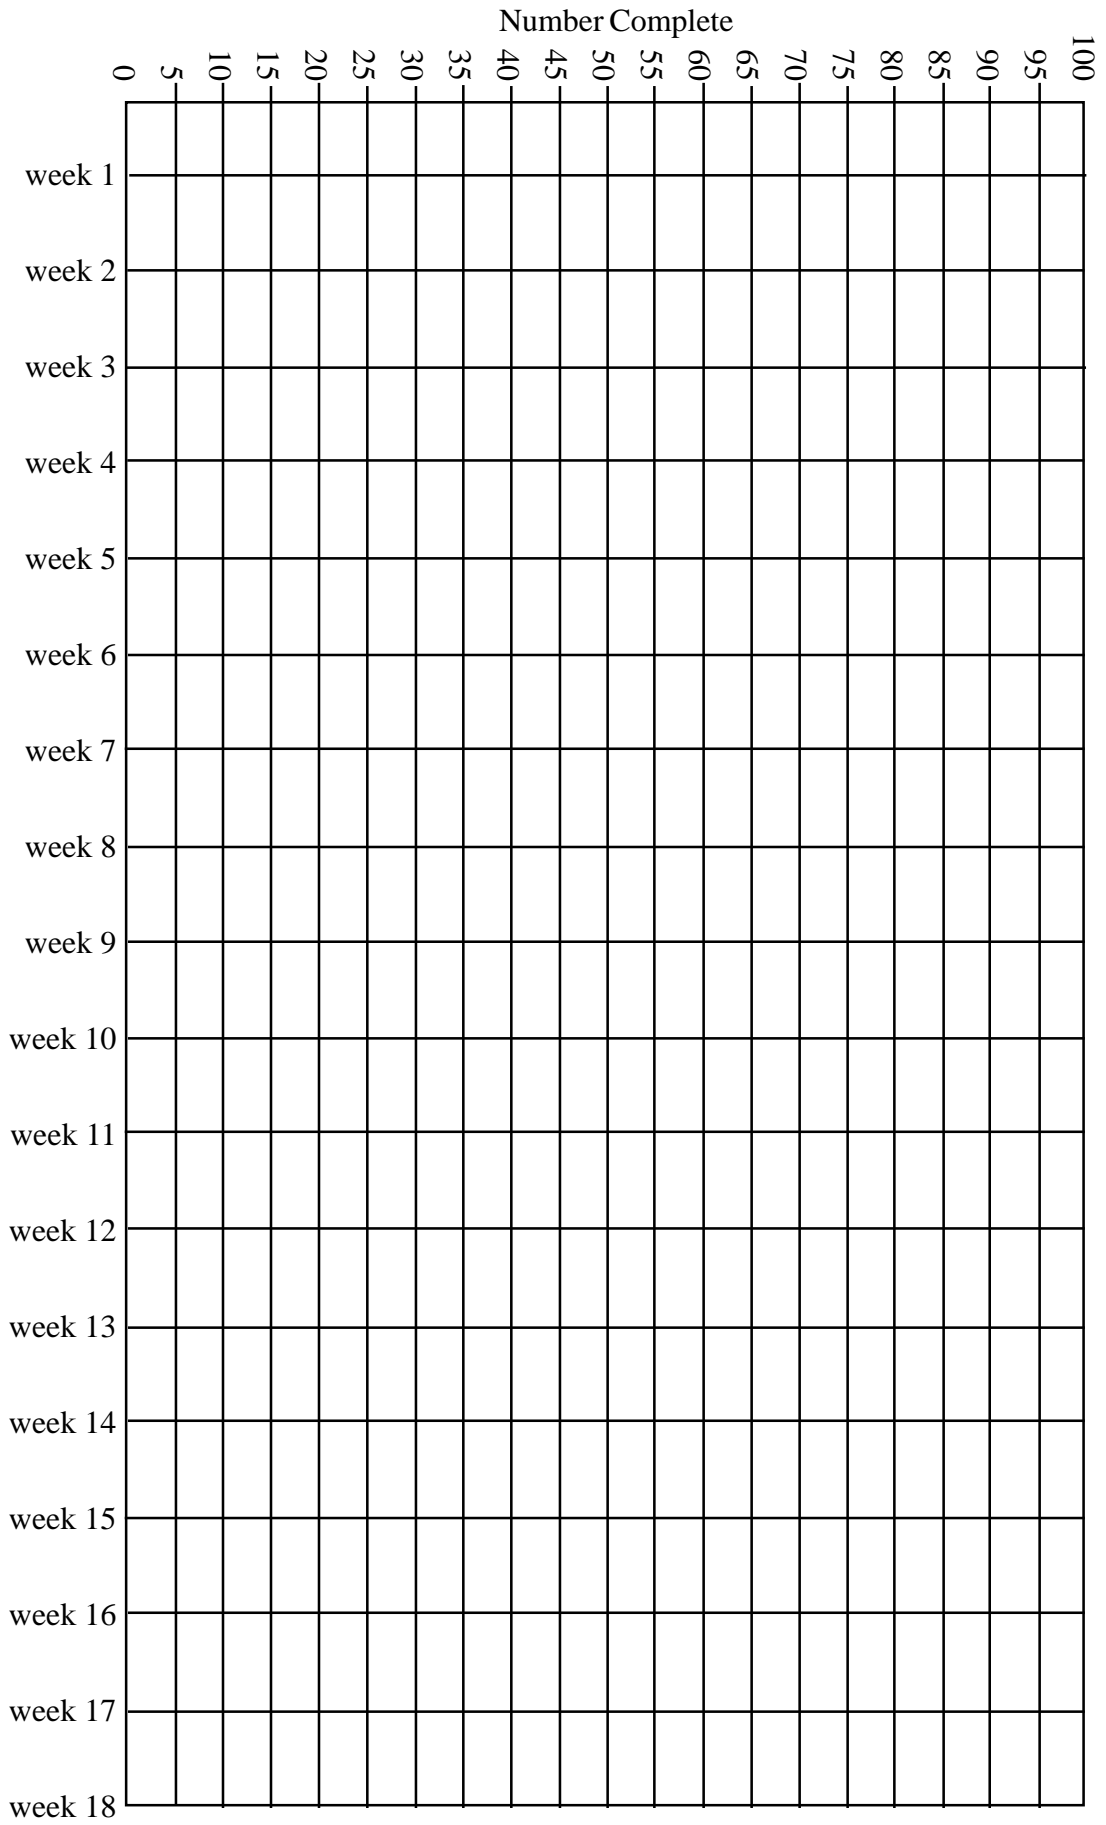 Number Complete
0 5 10 15 20 25 30 35 40 45 50 55 60 65 70 75 80 85 90 95 100
week 1
week 2
week 3
week 4
week 5
week 6
week 7
week 8
week 9
week 10
week 11
week 12
week 13
week 14
week 15
week 16
week 17
week 18